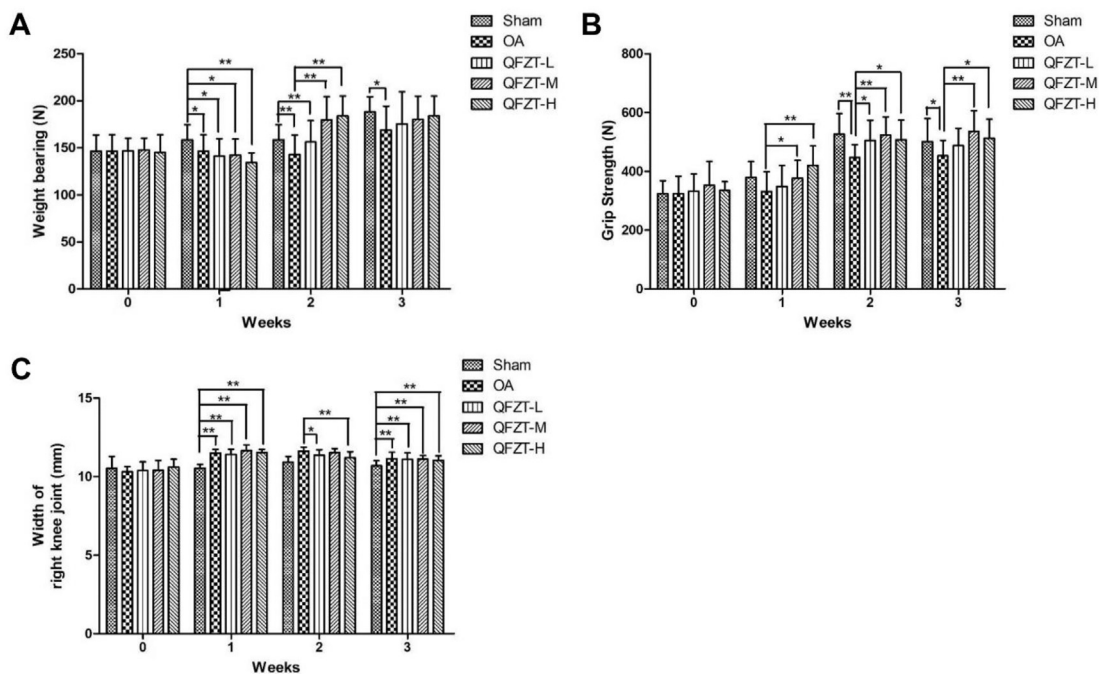 A
Sham
OA
QFZT-L
QFZT-M
QFZT-H
250
200
150
100
50
0
Weight bearing (N)
**
*
*
*
**
**
**
**
*
0 1 2 3
Weeks
B
Sham
OA
QFZT-L
QFZT-M
QFZT-H
800
600
400
200
0
Grip Strength (N)
**
*
*
**
*
**
*
**
*
0 1 2 3
Weeks
C
Sham
OA
QFZT-L
QFZT-M
QFZT-H
15
10
5
0
Width of
right knee joint (mm)
**
**
**
**
**
*
**
**
**
**
0 1 2 3
Weeks